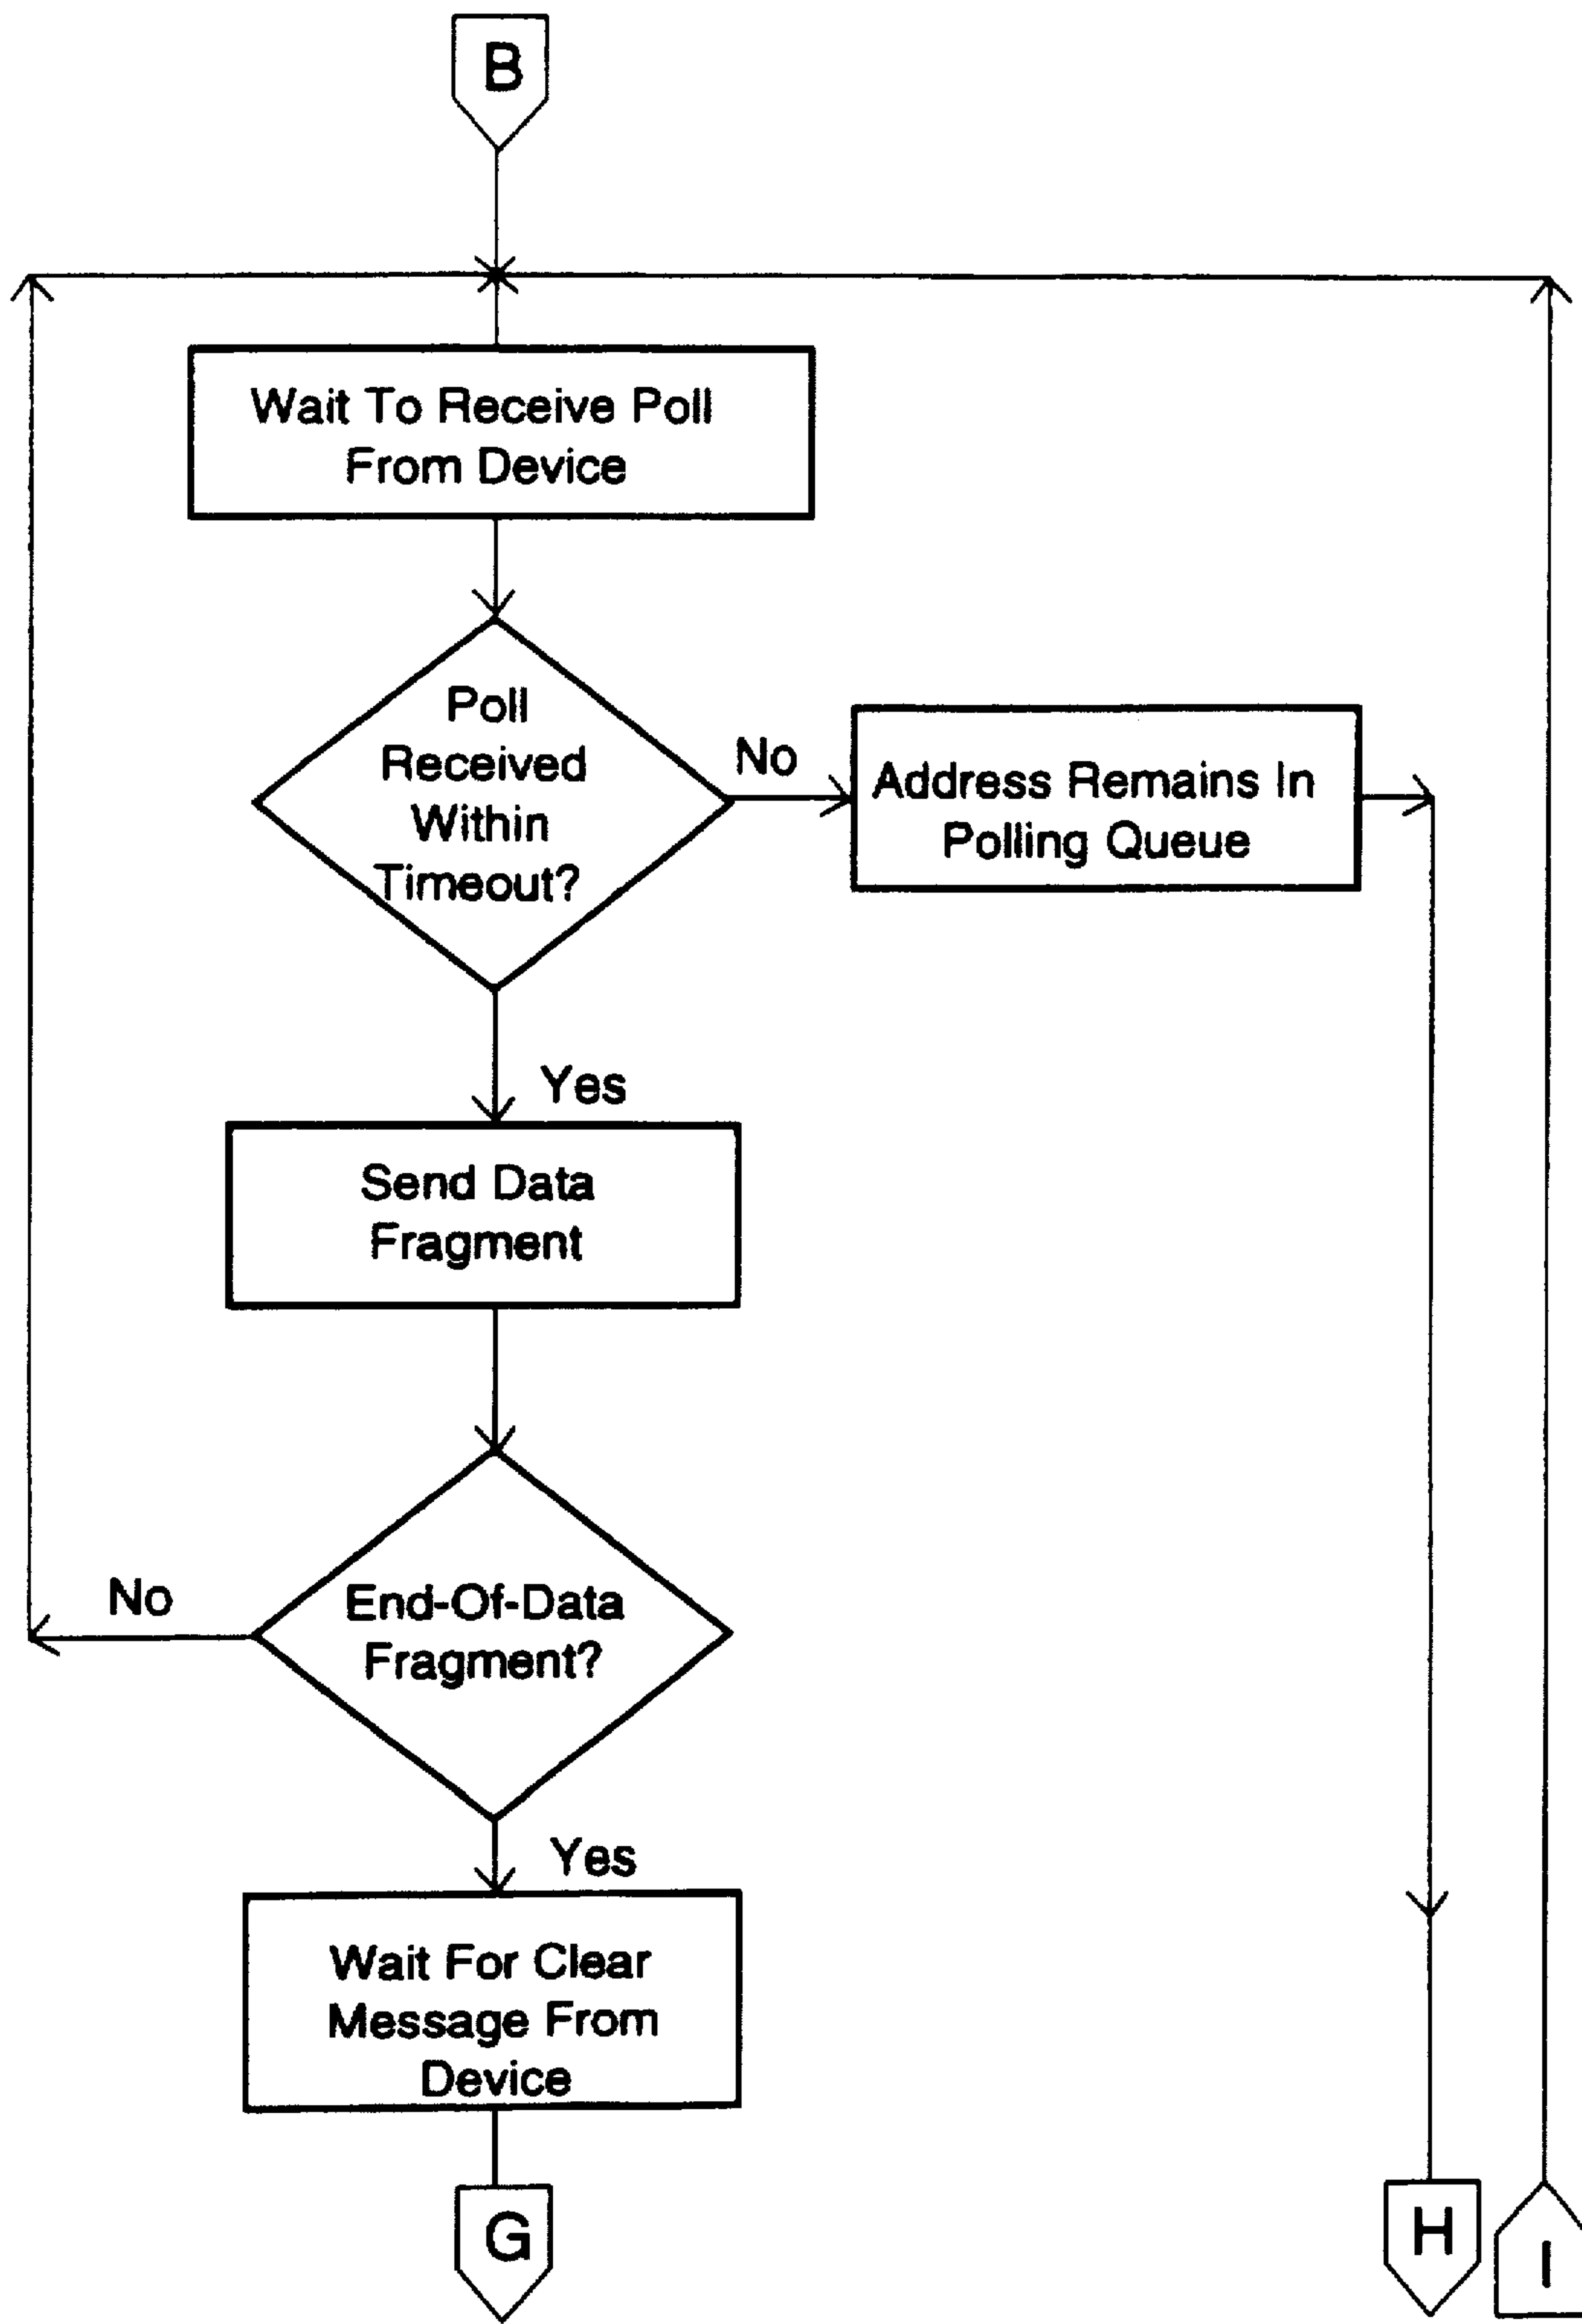 B
Wait To Receive Poll
From Device
Poll
Received
Within
Timeout?
No
Address Remains In
Polling Queue
Yes
Send Data
Fragment
No
End-Of-Data
Fragment?
Yes
Wait For Clear
Message From
Device
G
H
I